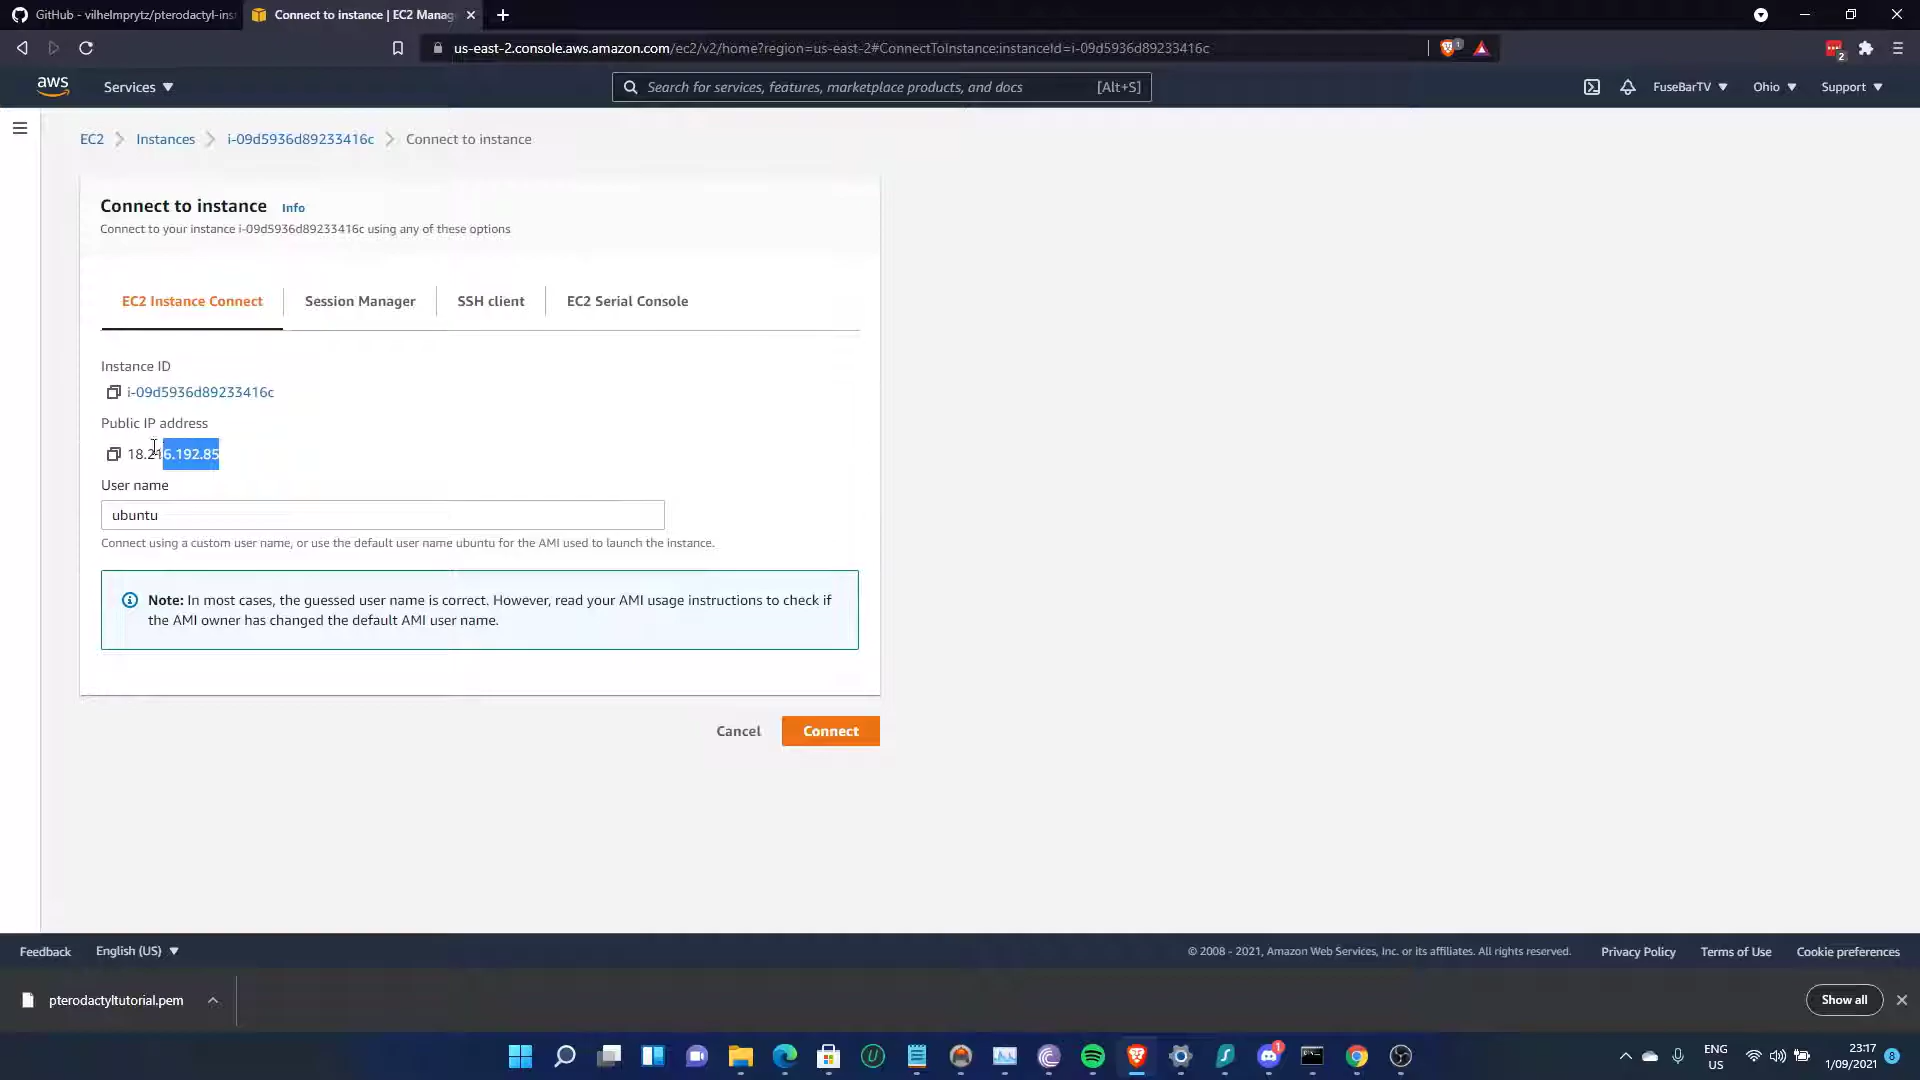 GitHub - vilhelmprytz/pterodactyl-ins
Connect to instance | EC2 Manag
us-east-2.console.aws.amazon.com/ec2/v2/home?region=us-east-2#ConnectToInstance:instanceId=i-09d5936d89233416c
1
2
aws
Services
Search for services, features, marketplace products, and docs
[Alt+S]
FuseBarTV
Ohio
Support
EC2
Instances
i-09d5936d89233416c
Connect to instance
Connect to instance
Info
Connect to your instance i-09d5936d89233416c using any of these options
EC2 Instance Connect
Session Manager
SSH client
EC2 Serial Console
Instance ID
i-09d5936d89233416c
Public IP address
18.216.192.85
User name
ubuntu
Connect using a custom user name, or use the default user name ubuntu for the AMI used to launch the instance.
Note: In most cases, the guessed user name is correct. However, read your AMI usage instructions to check if
the AMI owner has changed the default AMI user name.
Cancel
Connect
Feedback
English (US)
© 2008 - 2021, Amazon Web Services, Inc. or its affiliates. All rights reserved.
Privacy Policy
Terms of Use
Cookie preferences
pterodactyltutorial.pem
Show all
1
ENG
US
23:17
1/09/2021
8